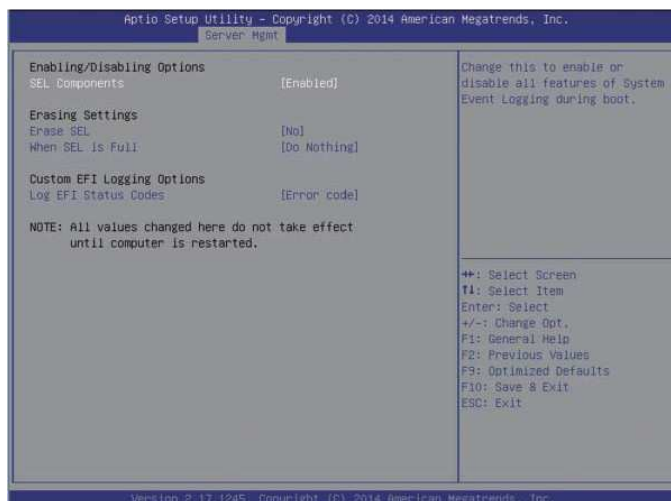 Aptio Setup Utility - Copyright (C) 2014 American Megatrends, Inc.
Server Mgmt
Enabling/Disabling Options
SEL Components [Enabled]
Erasing Settings
Erase SEL [No]
When SEL is Full [Do Nothing]
Custom EFI Logging Options
Log EFI Status Codes [Error code]
NOTE: All values changed here do not take effect
until computer is restarted.
Change this to enable or
disable all features of System
Event Logging during boot.
→←: Select Screen
↑↓: Select Item
Enter: Select
+/-: Change Opt.
F1: General Help
F2: Previous Values
F9: Optimized Defaults
F10: Save & Exit
ESC: Exit
Version 2.17.1245. Copyright (C) 2014 American Megatrends, Inc.